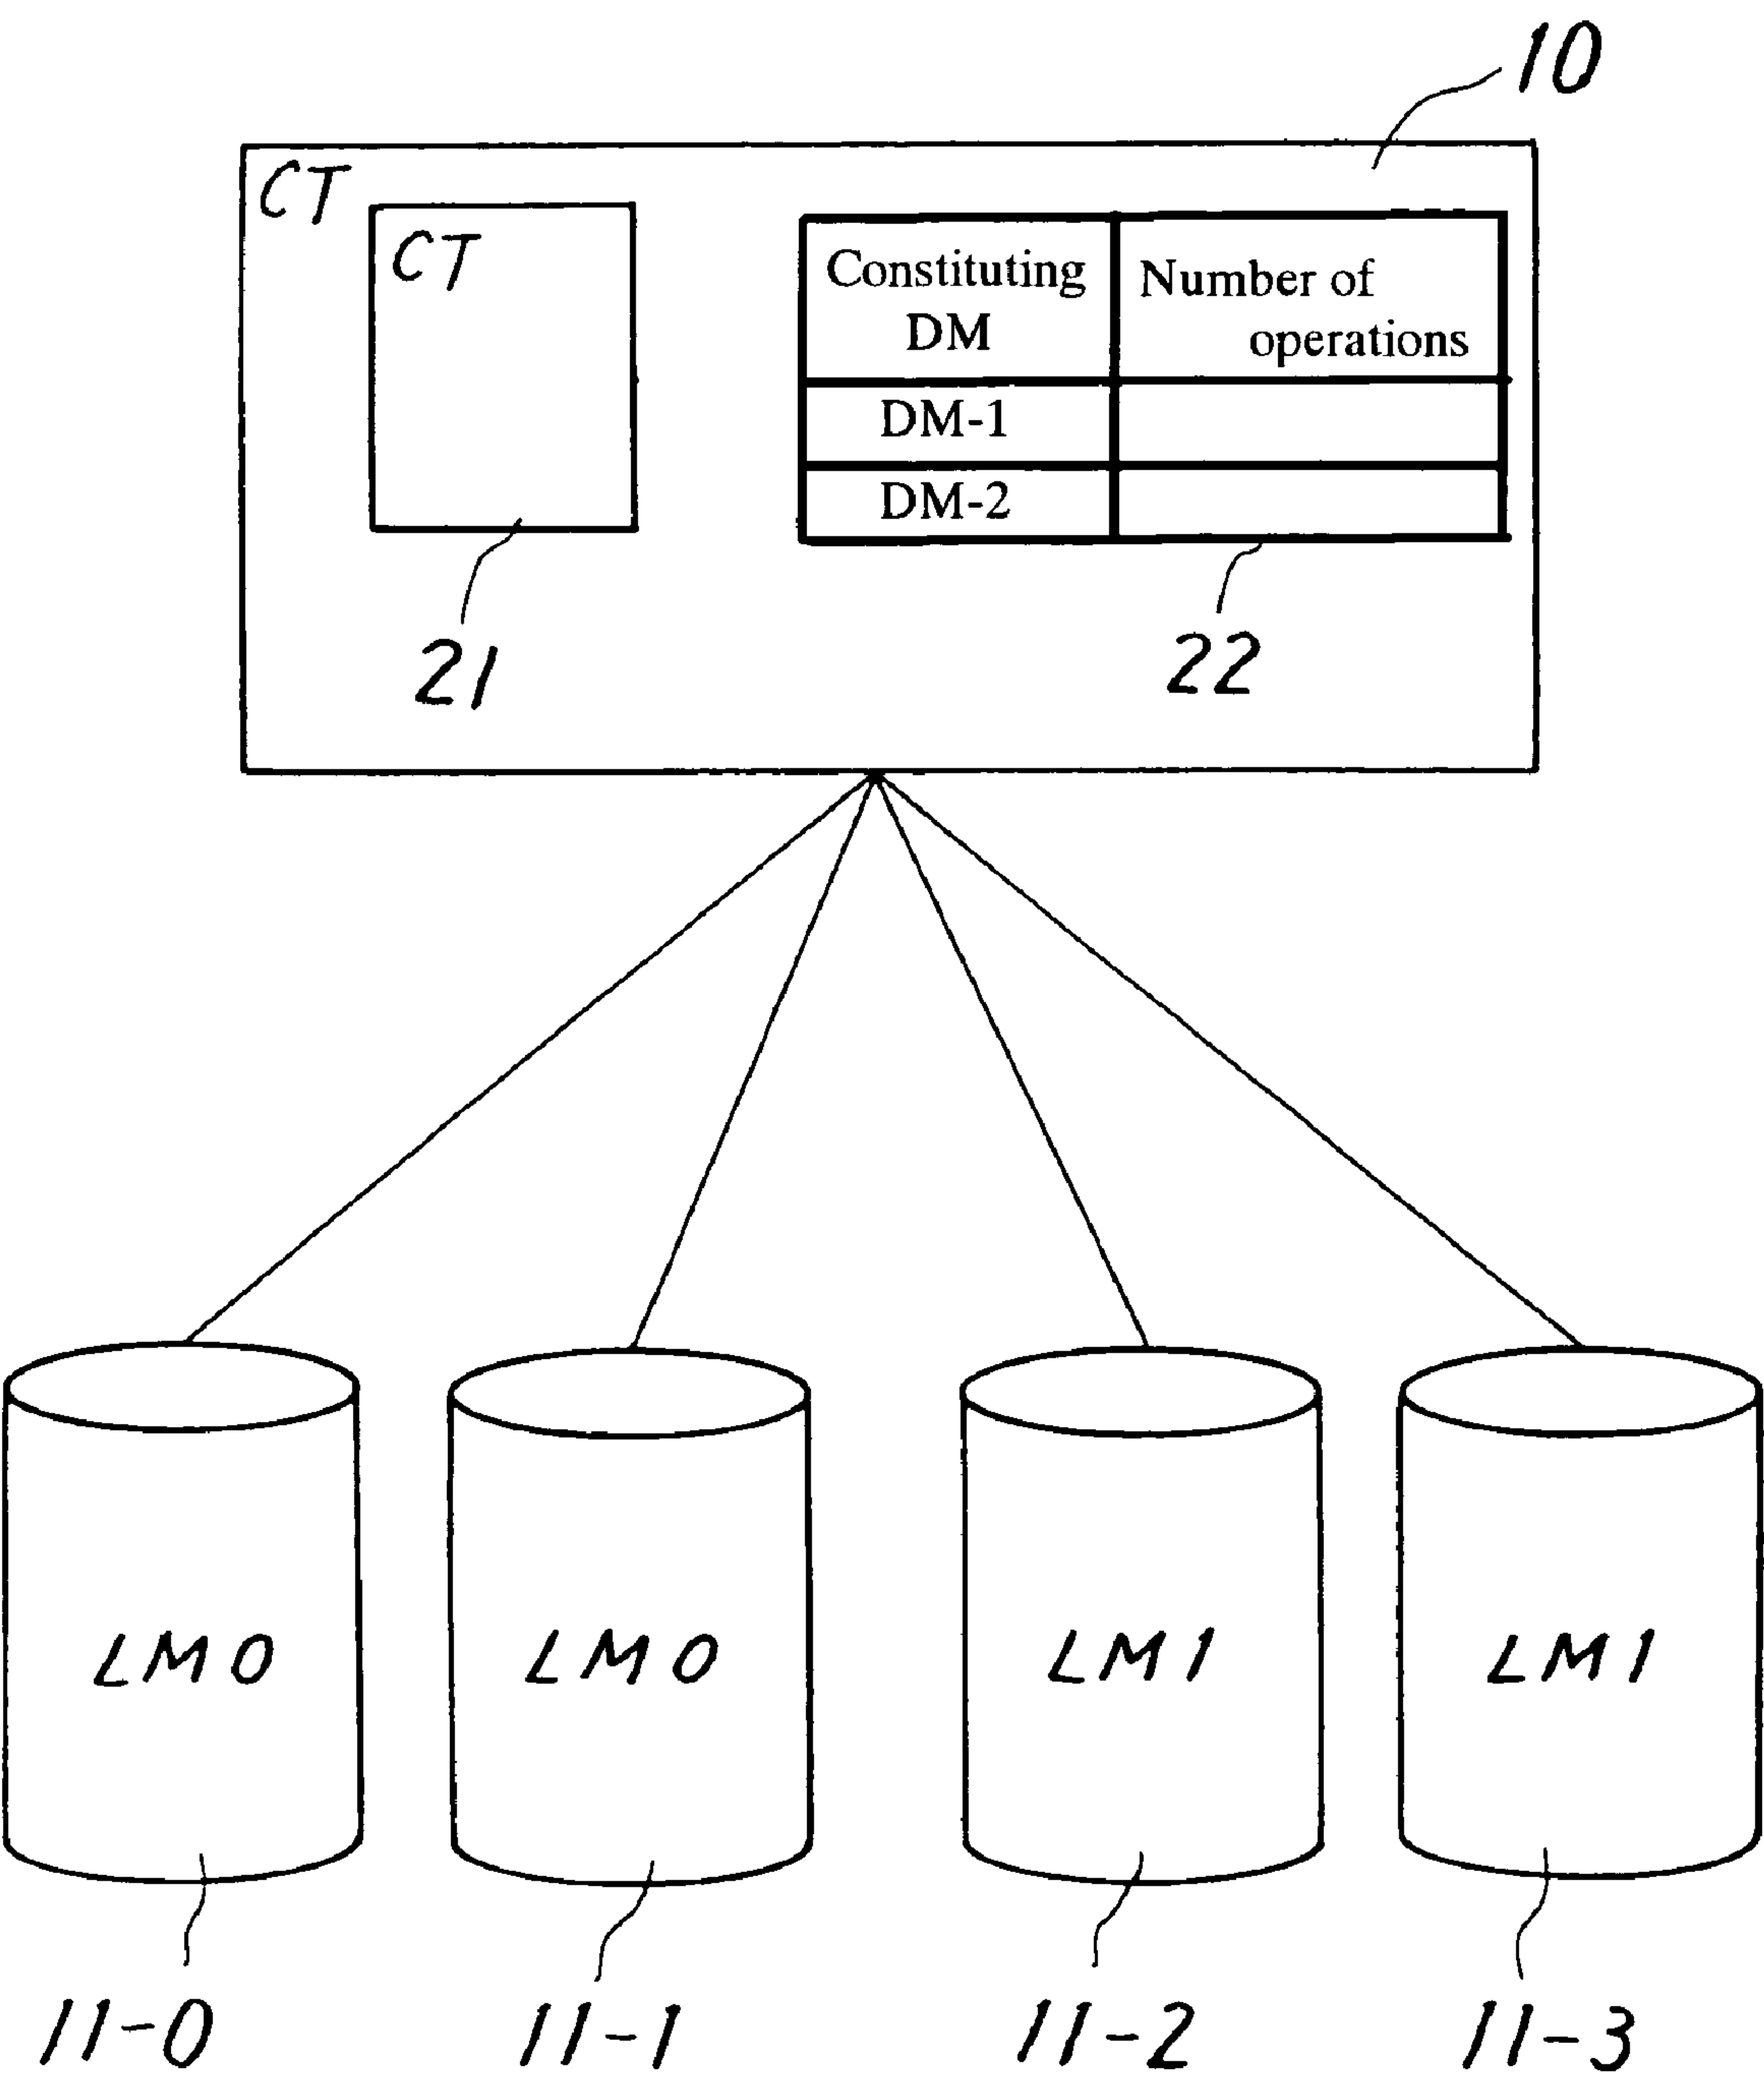 10
CT
CT
Constituting
DM
Number of
operations
DM-1
DM-2
21
22
LM0
LM0
LM1
LM1
11-0
11-1
11-2
11-3